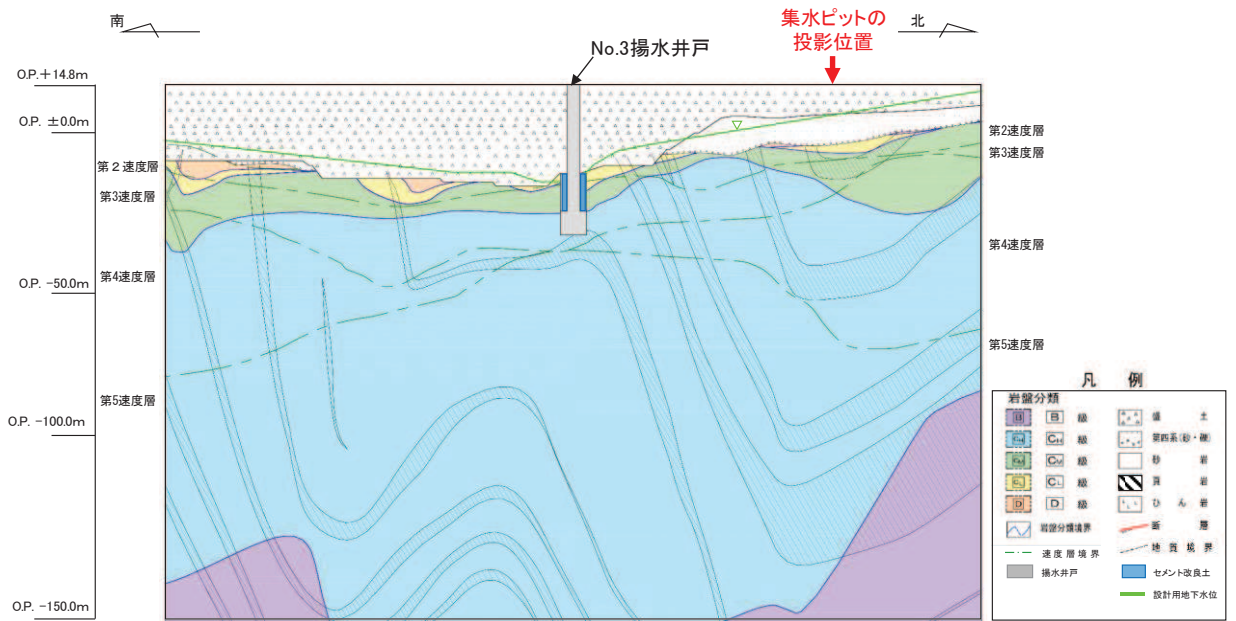 南
集水ピットの
投影位置
北
No.3揚水井戸
O.P.+14.8m
O.P. ±0.0m
O.P. -50.0m
O.P. -100.0m
O.P. -150.0m
第2速度層
第3速度層
第4速度層
第5速度層
第2速度層
第3速度層
第4速度層
第5速度層
凡 例
岩盤分類
B B 級
CH CH 級
CM CM 級
CL CL 級
D D 級
岩盤分類境界
速度層境界
揚水井戸
盛 土
第四系(砂・礫)
砂 岩
頁 岩
ひ ん 岩
断 層
地 質 境 界
セメント改良土
設計用地下水位